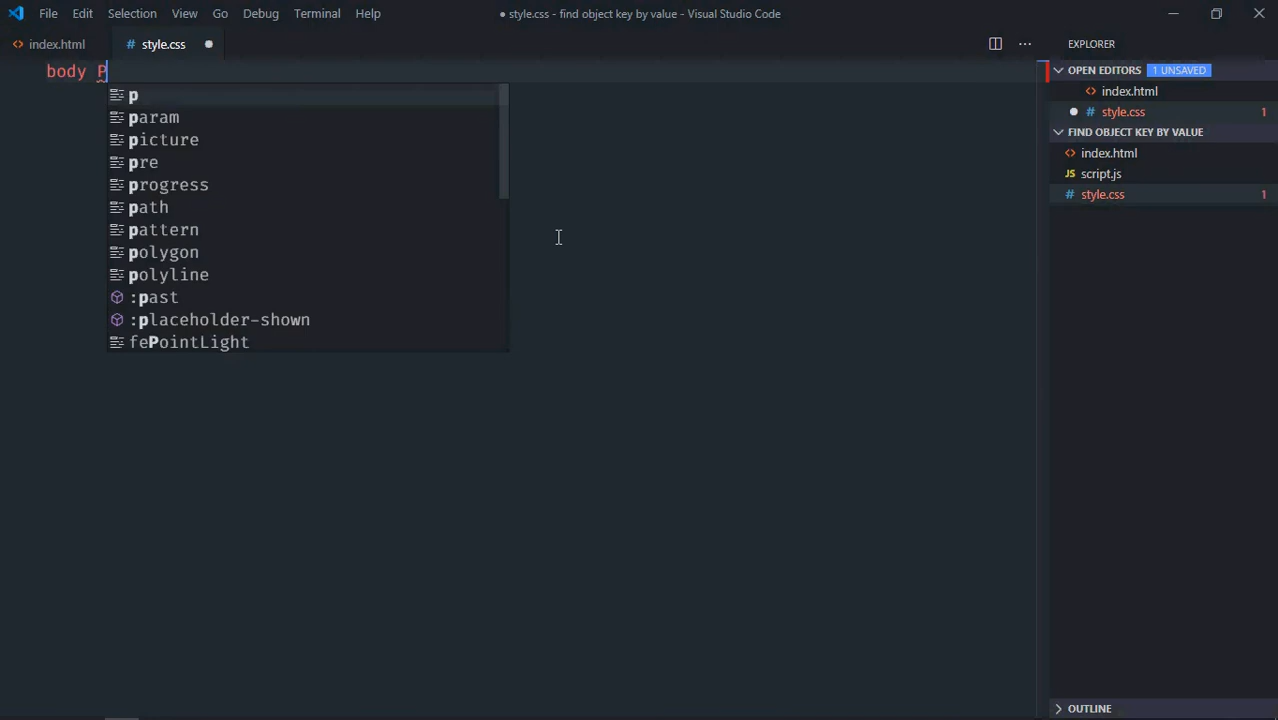 File Edit Selection View Go Debug Terminal Help
● style.css - find object key by value - Visual Studio Code
index.html
style.css
EXPLORER
body P
p
param
picture
pre
progress
path
pattern
polygon
polyline
:past
:placeholder-shown
fePointLight
OPEN EDITORS 1 UNSAVED
index.html
style.css 1
FIND OBJECT KEY BY VALUE
index.html
JS script.js
# style.css 1
OUTLINE